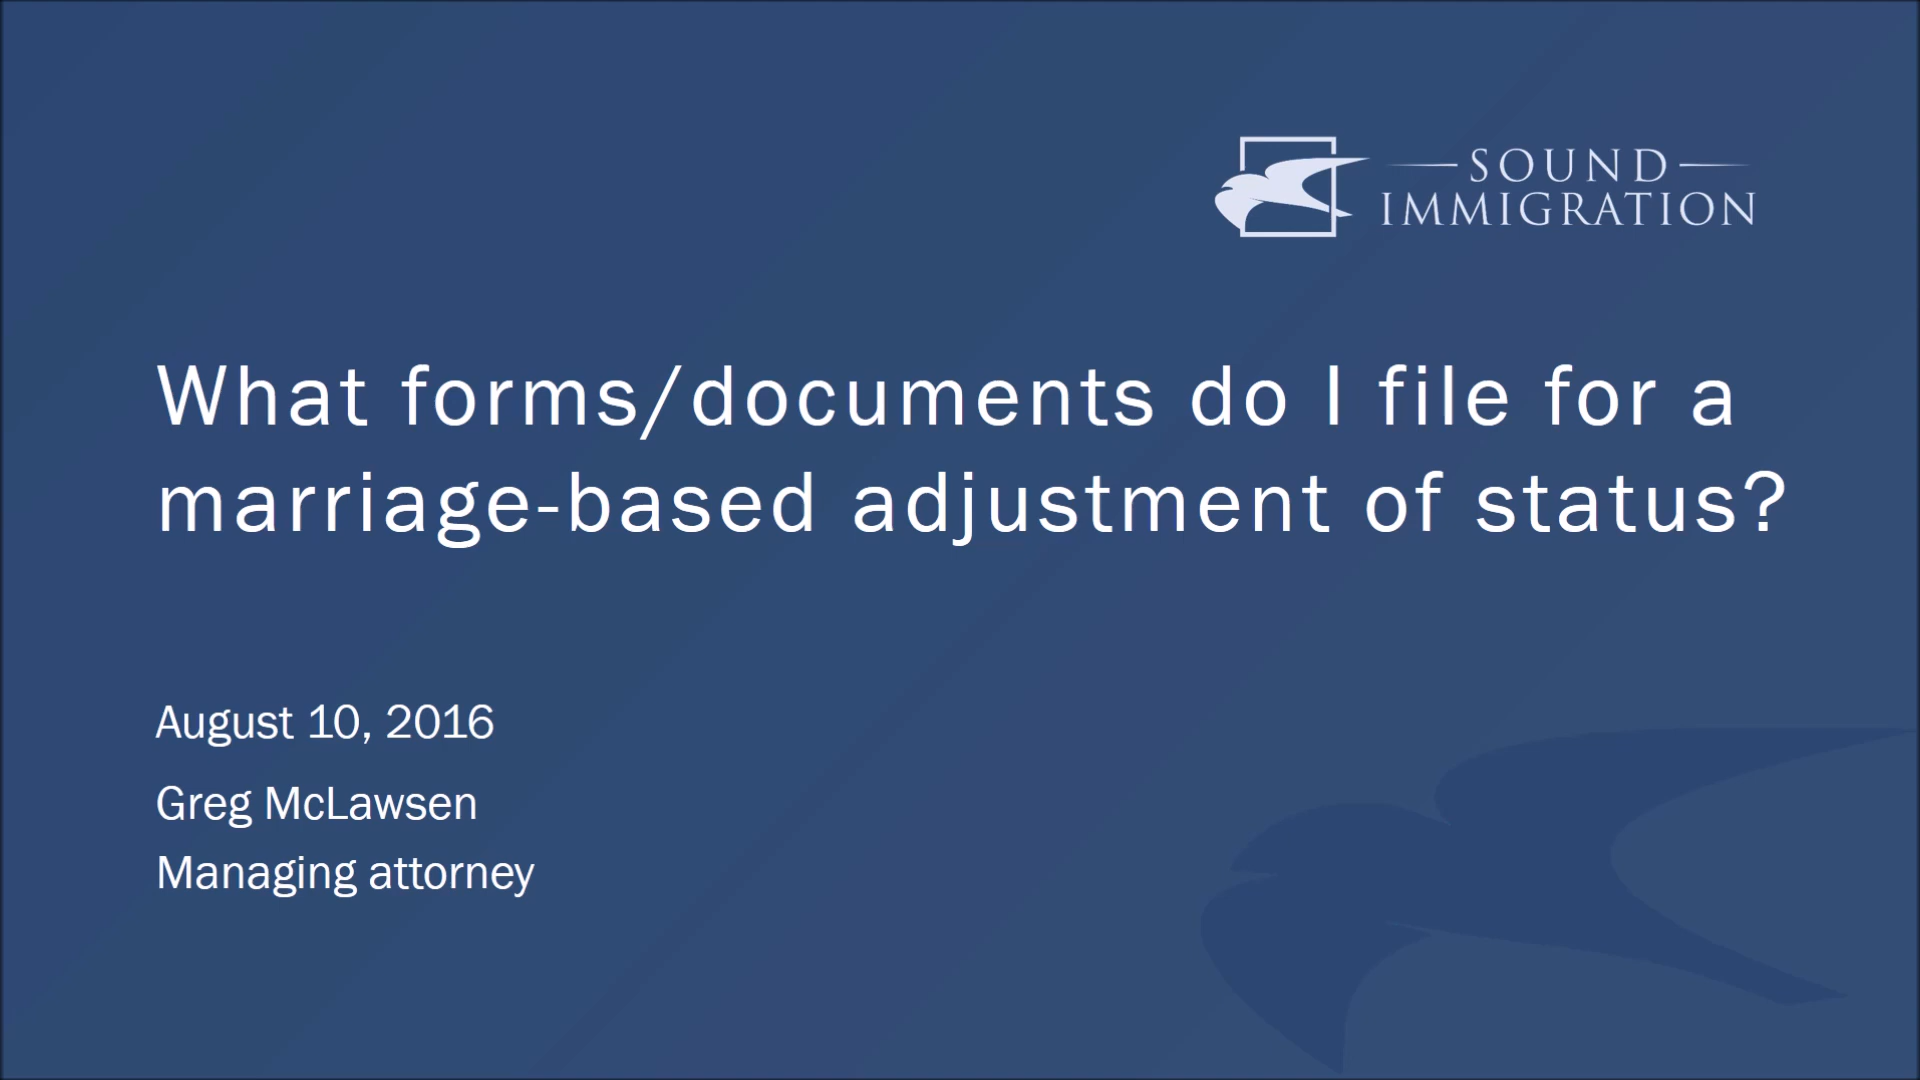 SOUND
IMMIGRATION
What forms/documents do I file for a
marriage-based adjustment of status?
August 10, 2016
Greg McLawsen
Managing attorney